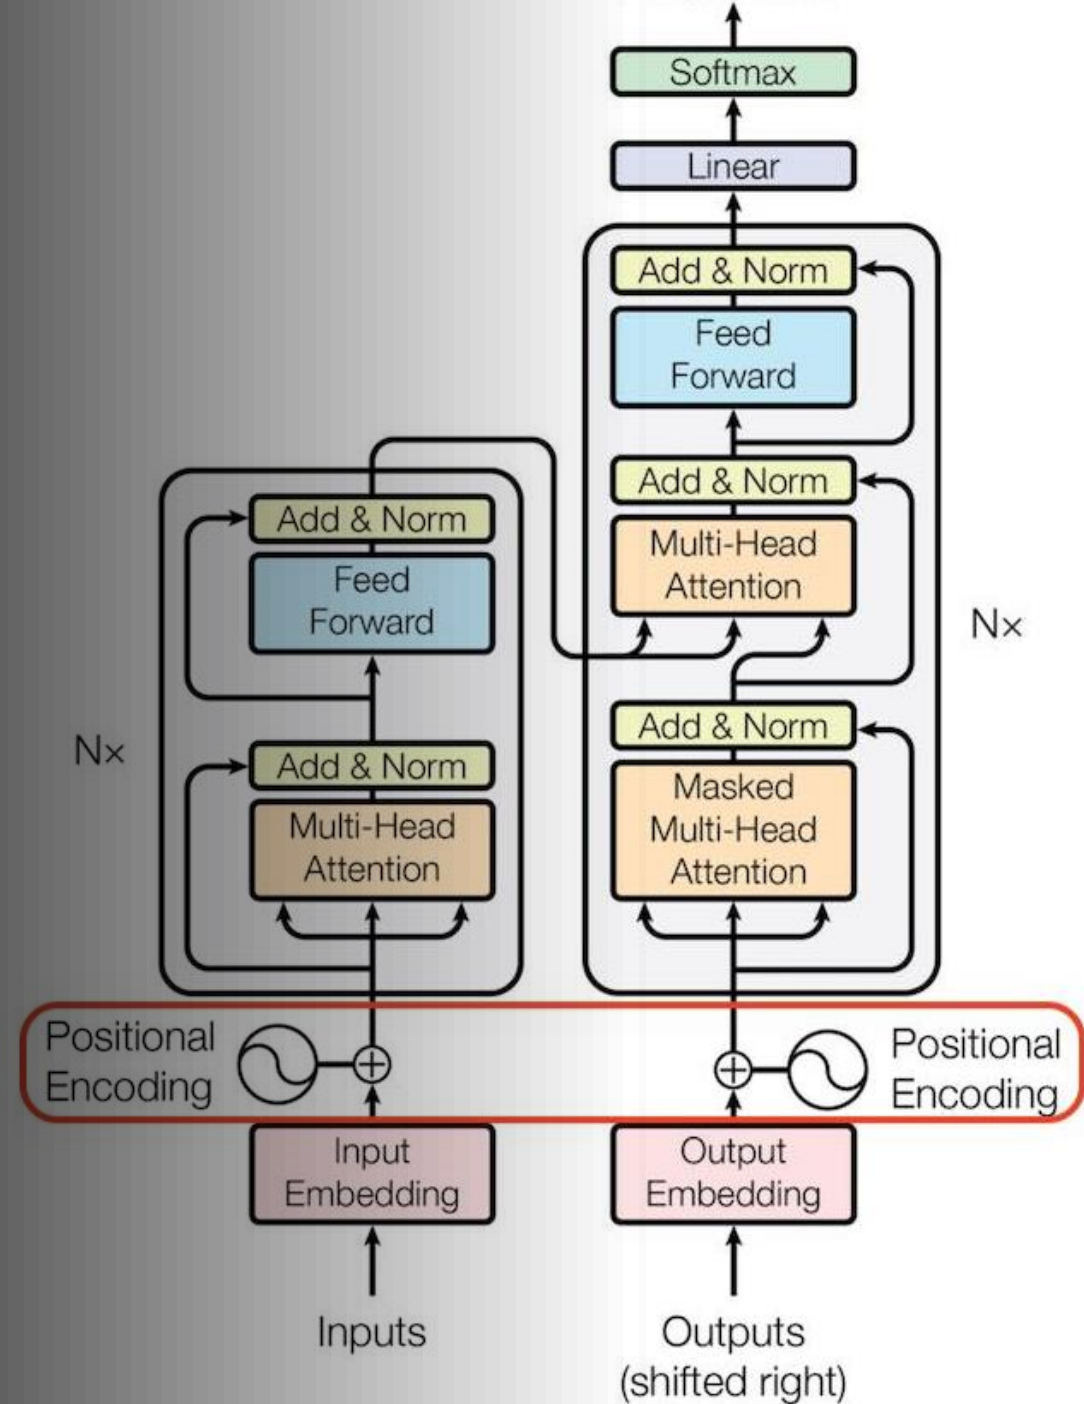 Softmax
Linear
Add & Norm
Feed
Forward
Add & Norm
Multi-Head
Attention
Nx
Add & Norm
Masked
Multi-Head
Attention
Add & Norm
Feed
Forward
Nx
Add & Norm
Multi-Head
Attention
Positional
Encoding
Positional
Encoding
Input
Embedding
Output
Embedding
Inputs
Outputs
(shifted right)